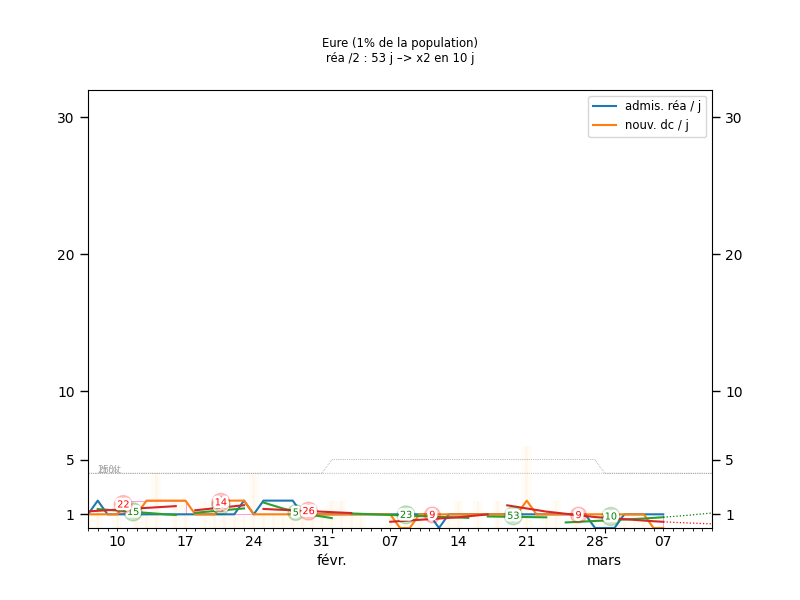 Eure (1% de la population)
réa /2 : 53 j –> x2 en 10 j
admis. réa / j
nouv. dc / j
30 30
20 20
10 10
5 5
1 1
22 15 14 26 23 9 53 9 10
10 17 24 31 07 14 21 28 07
févr. mars